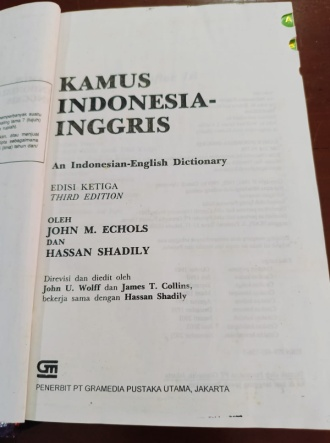 KAMUS
INDONESIA-
INGGRIS
An Indonesian-English Dictionary
EDISI KETIGA
THIRD EDITION
OLEH
JOHN M. ECHOLS
DAN
HASSAN SHADILY
Direvisi dan diedit oleh
John U. Wolff dan James T. Collins,
bekerja sama dengan Hassan Shadily
PENERBIT PT GRAMEDIA PUSTAKA UTAMA, JAKARTA